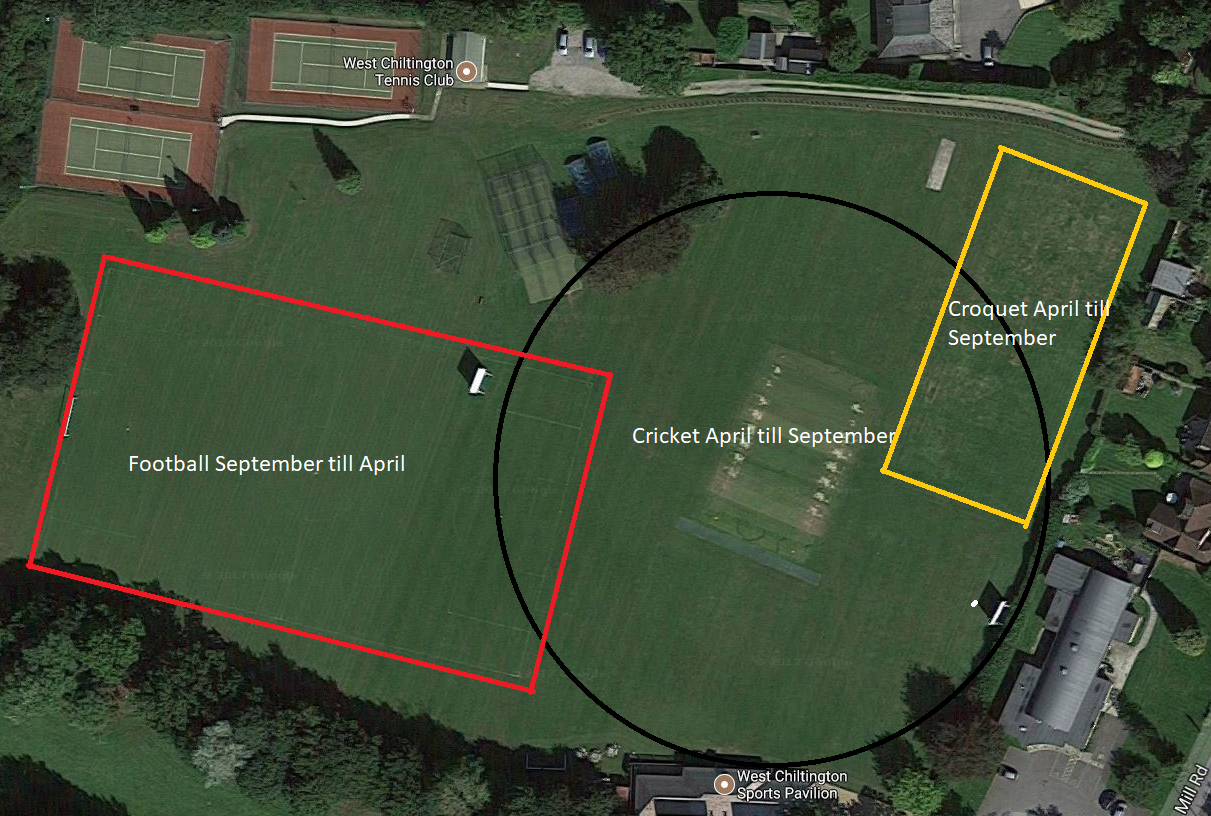 West Chiltington
Tennis Club
Croquet April till
September
Cricket April till September
Football September till April
West Chiltington
Sports Pavilion
Mill Rd